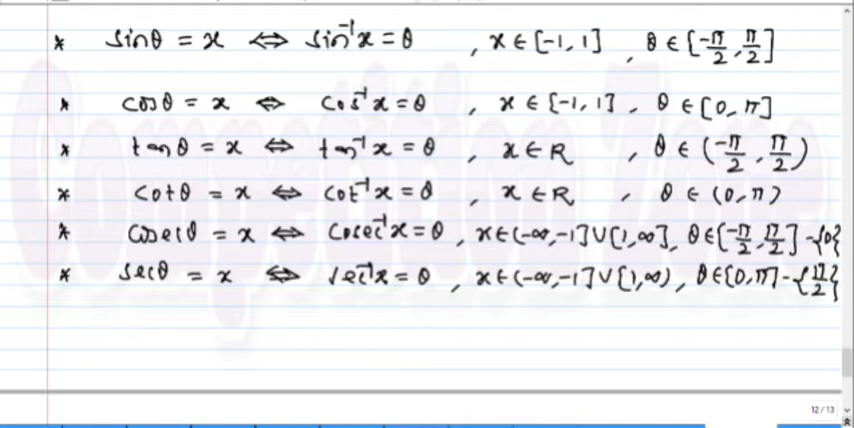 * sinθ = x ⇔ sin⁻¹x = θ , x ∈ [-1, 1] , θ ∈ [-π/2, π/2]
* cosθ = x ⇔ cos⁻¹x = θ , x ∈ [-1, 1] , θ ∈ [0, π]
* tanθ = x ⇔ tan⁻¹x = θ , x ∈ R , θ ∈ (-π/2, π/2)
* cotθ = x ⇔ cot⁻¹x = θ , x ∈ R , θ ∈ (0, π)
* cosecθ = x ⇔ cosec⁻¹x = θ , x ∈ (-∞, -1] ∪ [1, ∞] , θ ∈ [-π/2, π/2] - {0}
* secθ = x ⇔ sec⁻¹x = θ , x ∈ (-∞, -1] ∪ [1, ∞) , θ ∈ [0, π] - {π/2}
Competition Zone
12 / 13